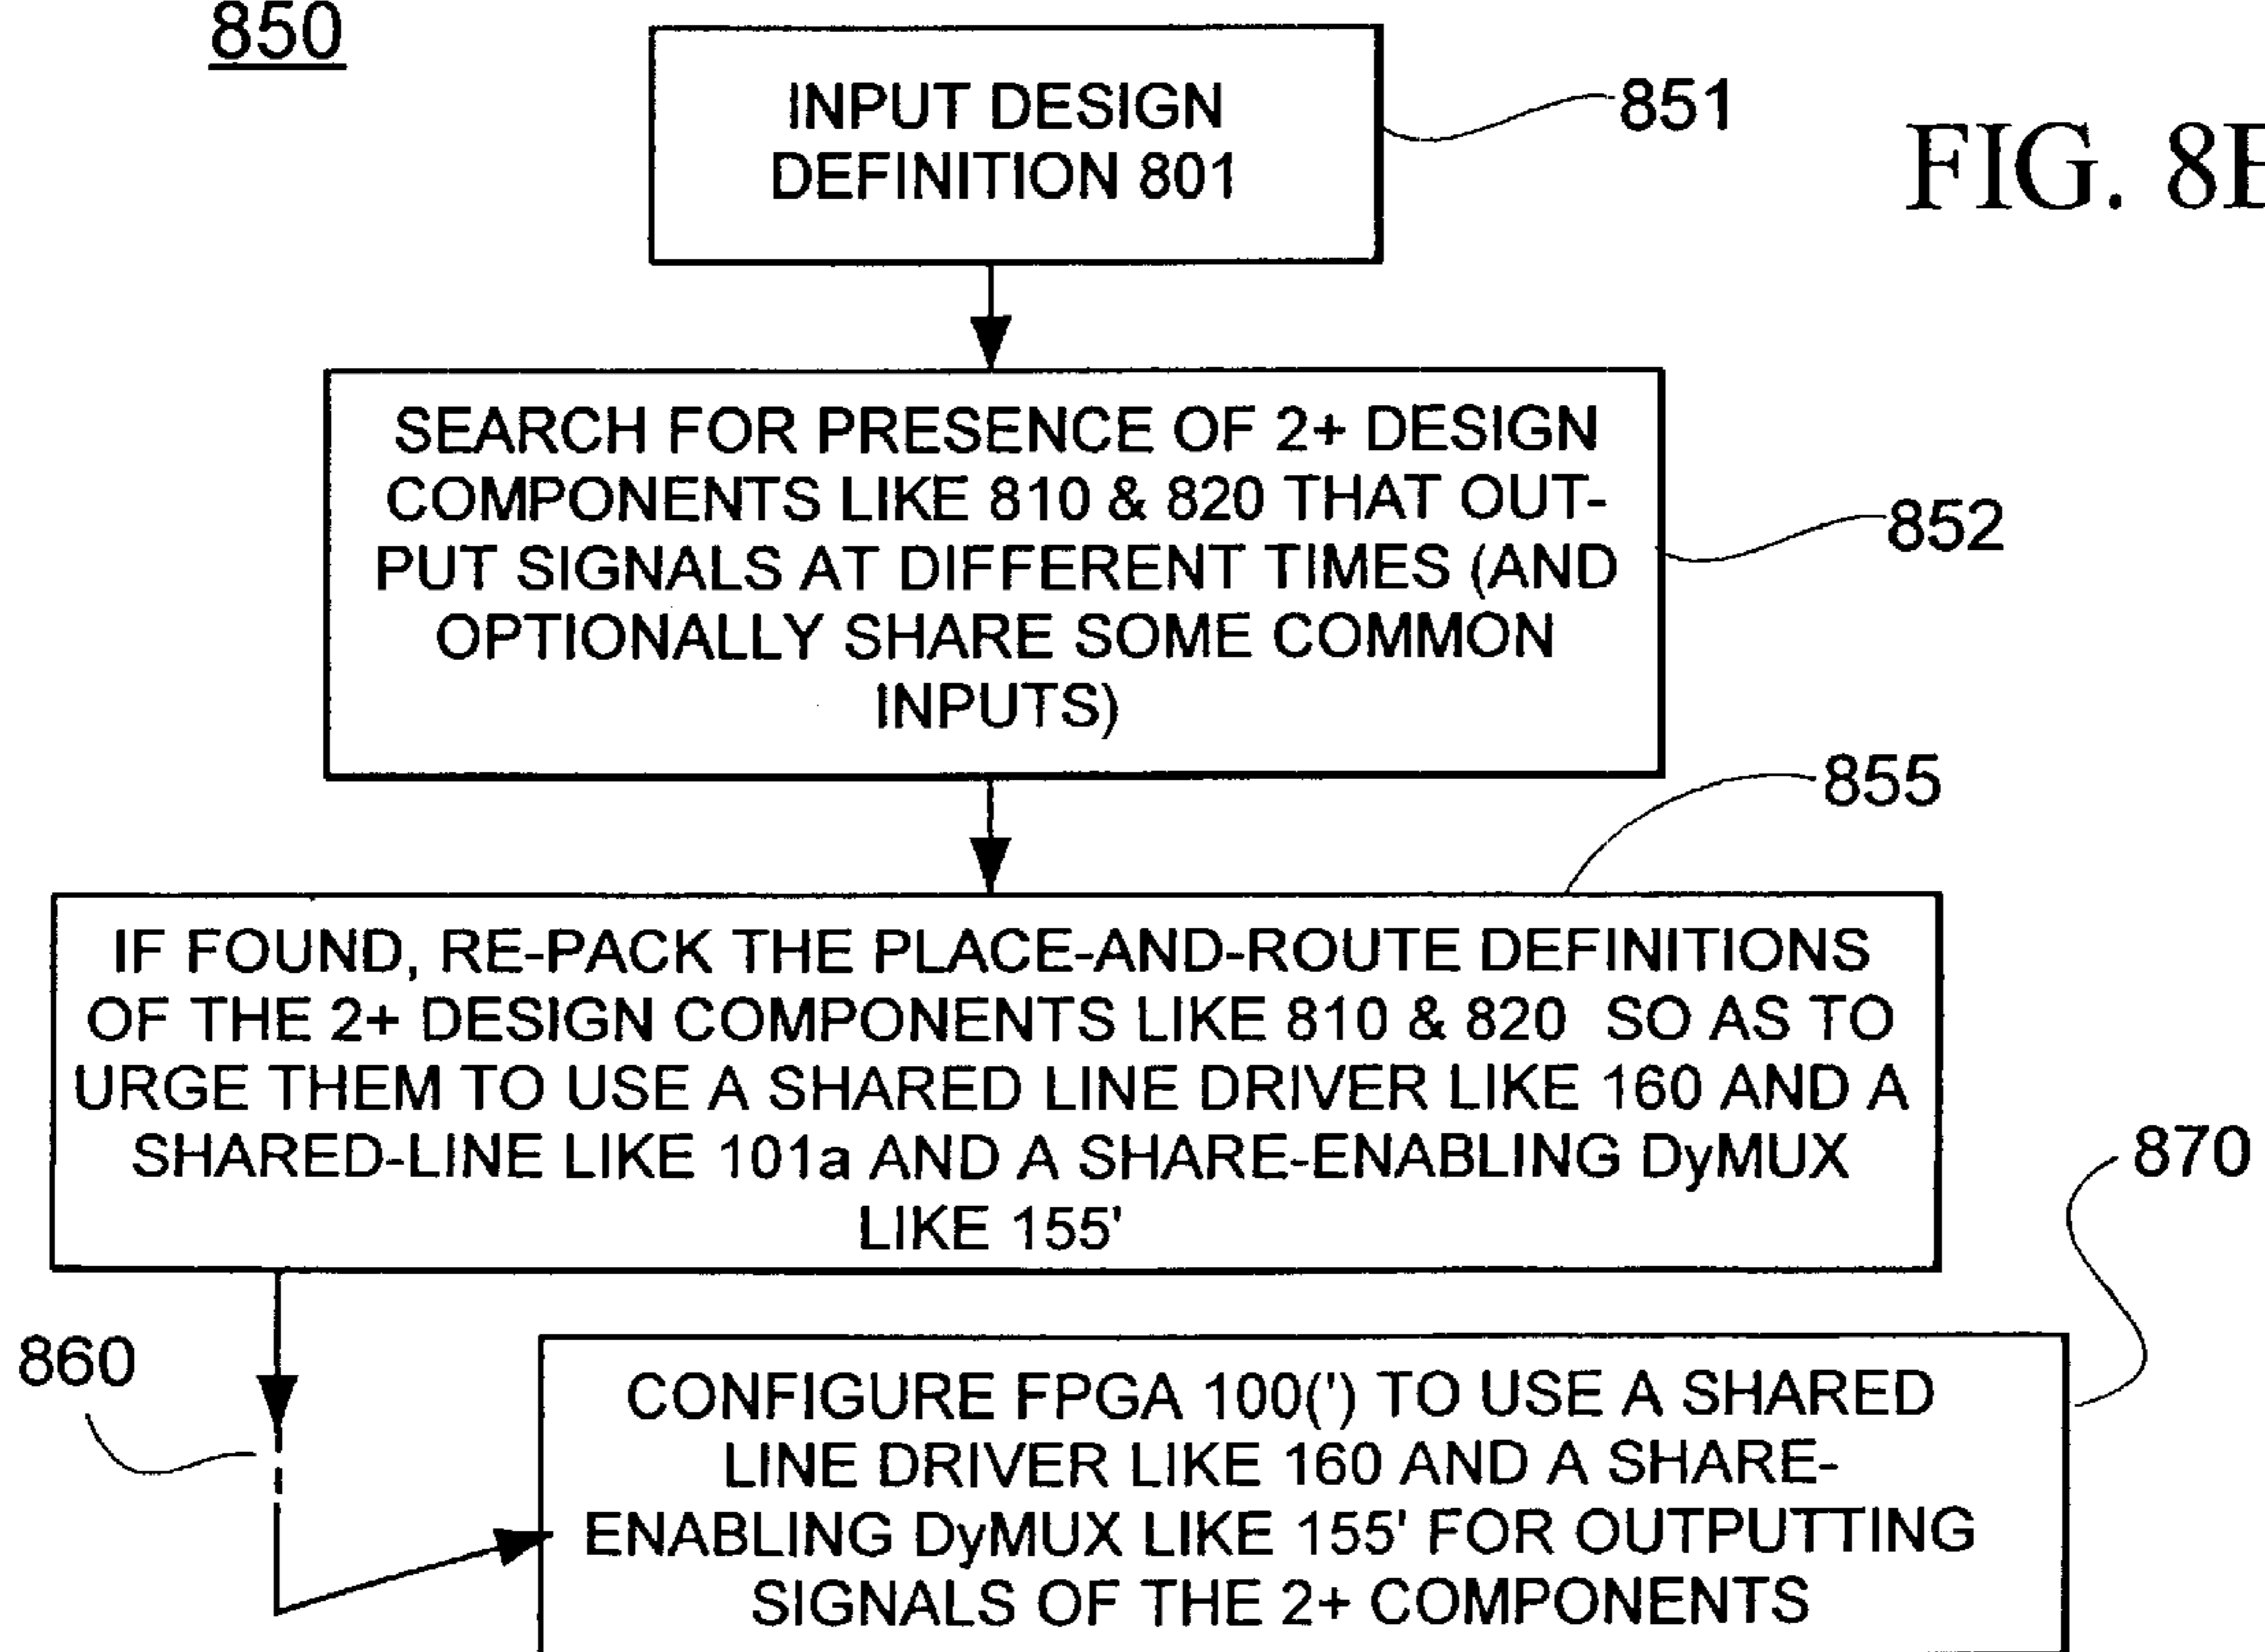 850
INPUT DESIGN
DEFINITION 801
851
FIG. 8
SEARCH FOR PRESENCE OF 2+ DESIGN
COMPONENTS LIKE 810 & 820 THAT OUT-
PUT SIGNALS AT DIFFERENT TIMES (AND
OPTIONALLY SHARE SOME COMMON
INPUTS)
852
855
IF FOUND, RE-PACK THE PLACE-AND-ROUTE DEFINITIONS
OF THE 2+ DESIGN COMPONENTS LIKE 810 & 820 SO AS TO
URGE THEM TO USE A SHARED LINE DRIVER LIKE 160 AND A
SHARED-LINE LIKE 101a AND A SHARE-ENABLING DyMUX
LIKE 155'
870
860
CONFIGURE FPGA 100(') TO USE A SHARED
LINE DRIVER LIKE 160 AND A SHARE-
ENABLING DyMUX LIKE 155' FOR OUTPUTTING
SIGNALS OF THE 2+ COMPONENTS